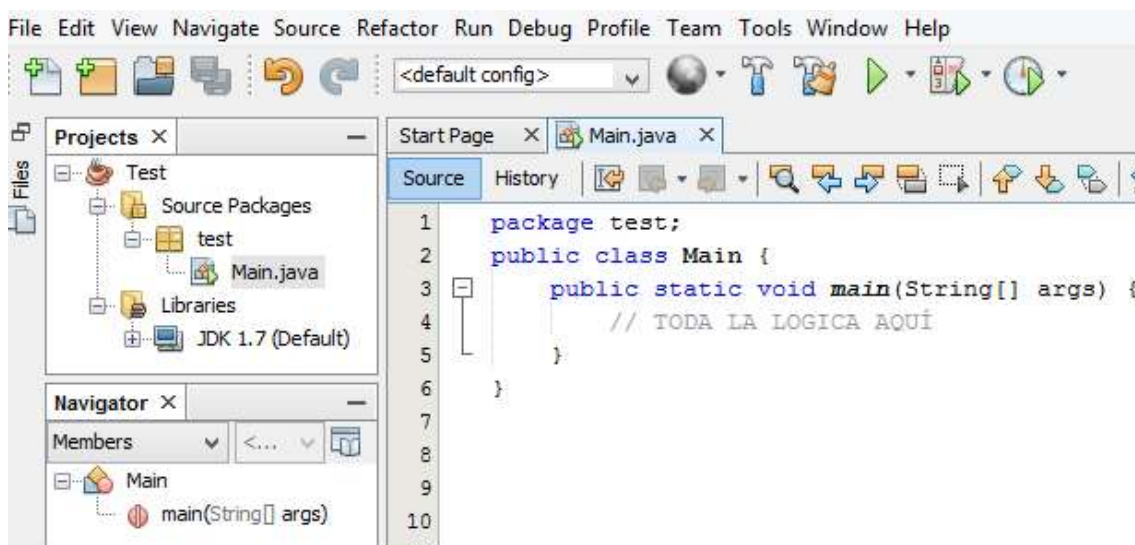 File Edit View Navigate Source Refactor Run Debug Profile Team Tools Window Help
<default config>
Files
Projects
Test
Source Packages
test
Main.java
Libraries
JDK 1.7 (Default)
Navigator
Members
<...
Main
main(String[] args)
Start Page
Main.java
Source History
1 package test;
2 public class Main {
3 public static void main(String[] args) {
4 // TODA LA LOGICA AQUÍ
5 }
6 }
7
8
9
10